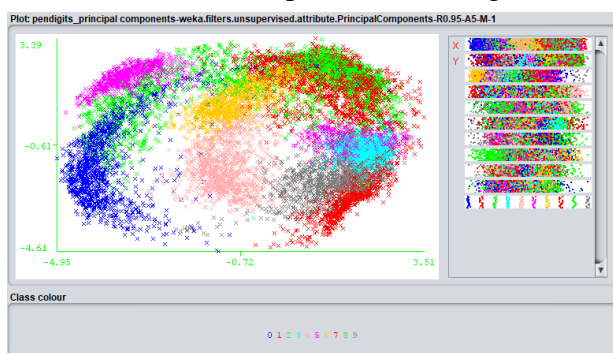 Plot: pendigits_principal components-weka.filters.unsupervised.attribute.PrincipalComponents-R0.95-A5-M-1
3.39
-0.61
-4.61
-4.95 -0.72 3.51
X
Y
Class colour
0 1 2 3 4 5 6 7 8 9